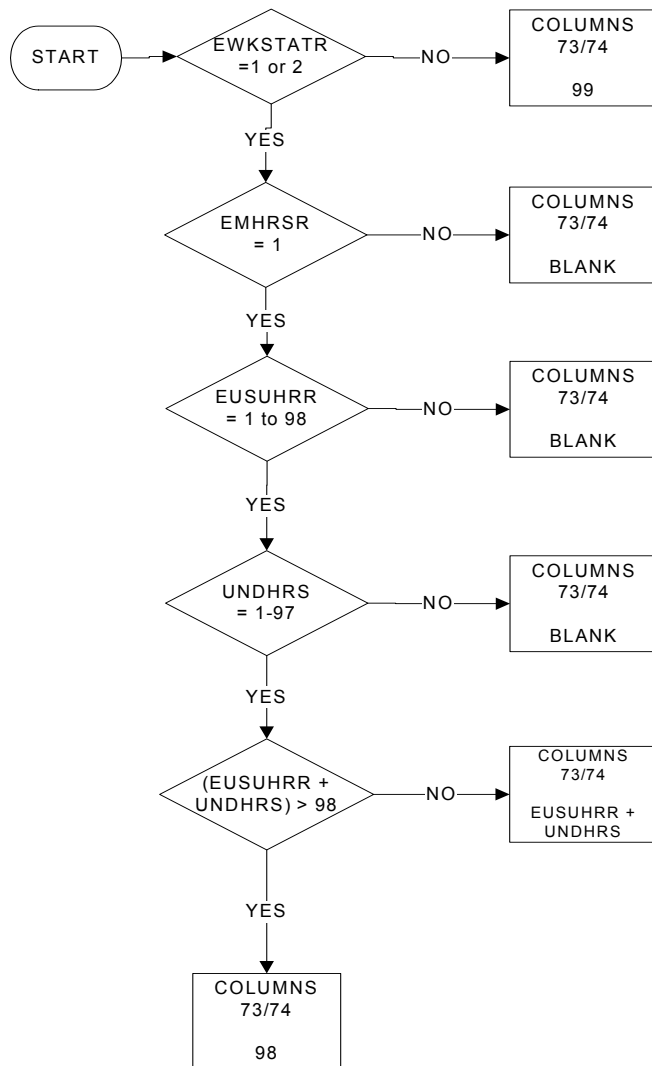 START
EWKSTATR
=1 or 2
NO
COLUMNS
73/74
99
YES
EMHRSR
= 1
NO
COLUMNS
73/74
BLANK
YES
EUSUHRR
= 1 to 98
NO
COLUMNS
73/74
BLANK
YES
UNDHRS
= 1-97
NO
COLUMNS
73/74
BLANK
YES
(EUSUHRR +
UNDHRS) > 98
NO
COLUMNS
73/74
EUSUHRR +
UNDHRS
YES
COLUMNS
73/74
98